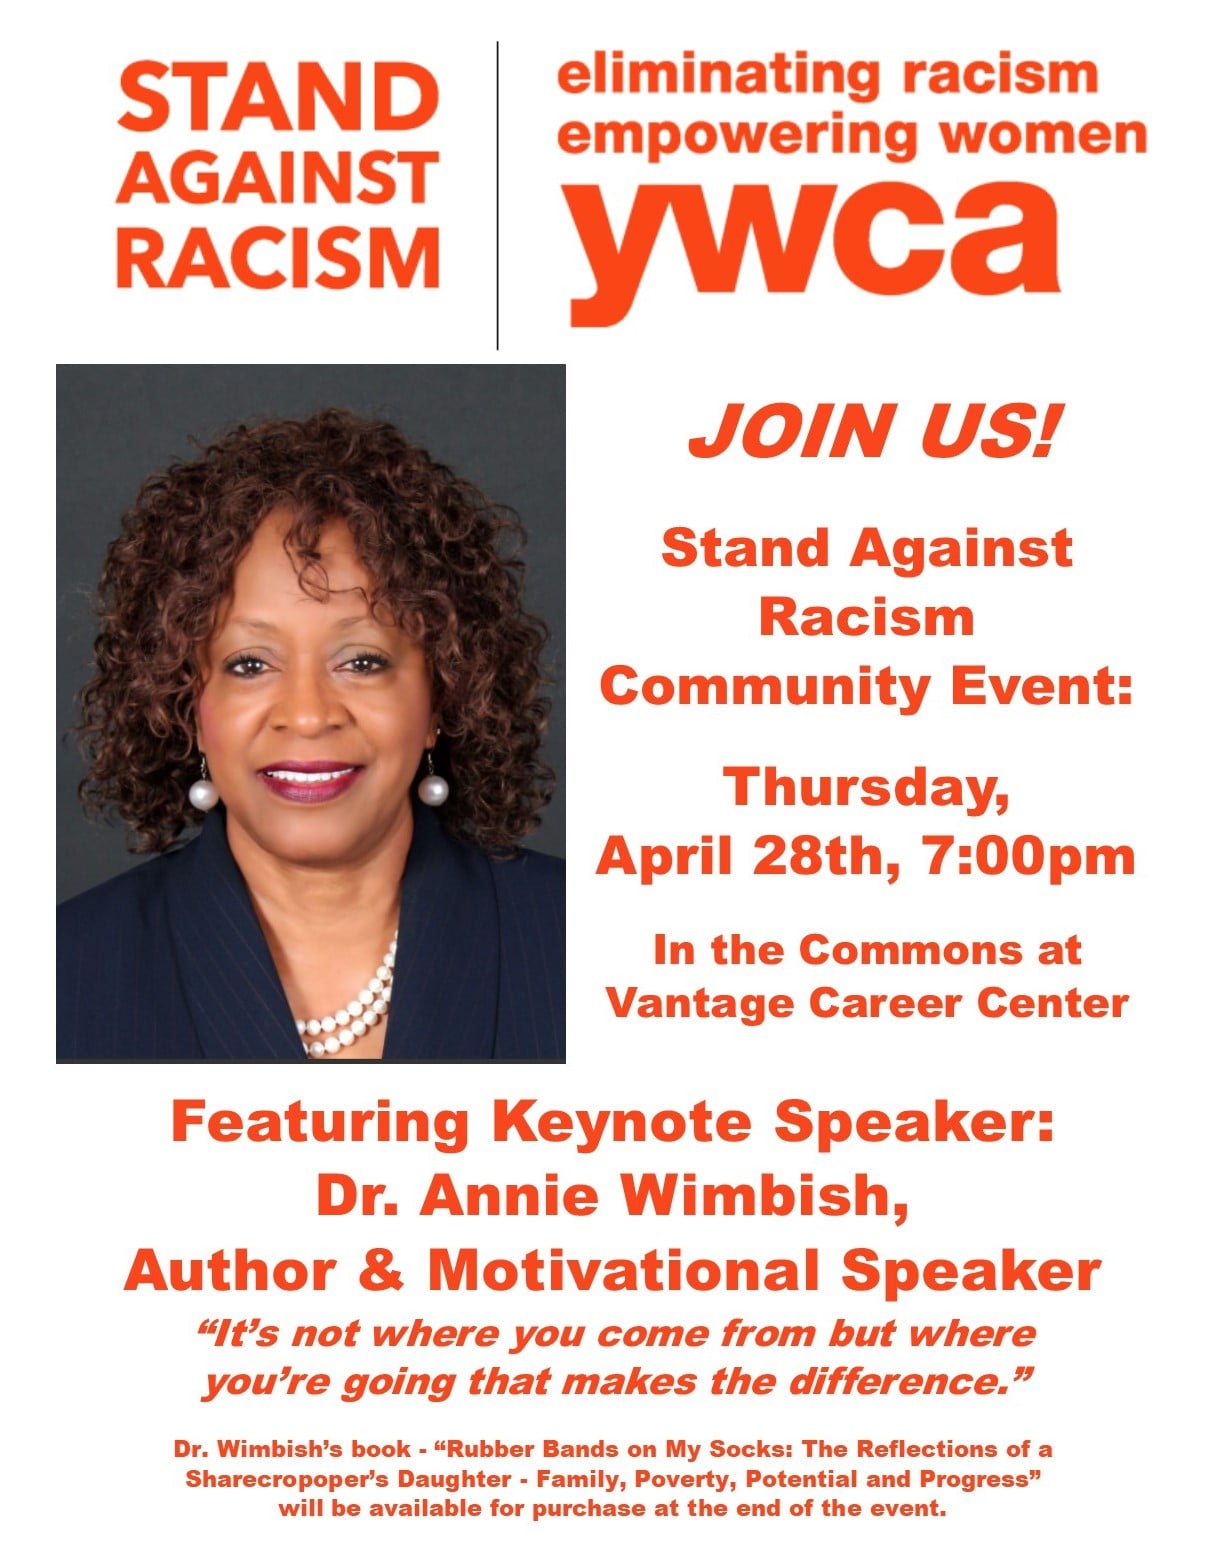 STAND
AGAINST
RACISM
eliminating racism
empowering women
ywca
JOIN US!
Stand Against
Racism
Community Event:
Thursday,
April 28th, 7:00pm
In the Commons at
Vantage Career Center
Featuring Keynote Speaker:
Dr. Annie Wimbish,
Author & Motivational Speaker
“It’s not where you come from but where
you’re going that makes the difference.”
Dr. Wimbish’s book - “Rubber Bands on My Socks: The Reflections of a
Sharecropoper’s Daughter - Family, Poverty, Potential and Progress”
will be available for purchase at the end of the event.